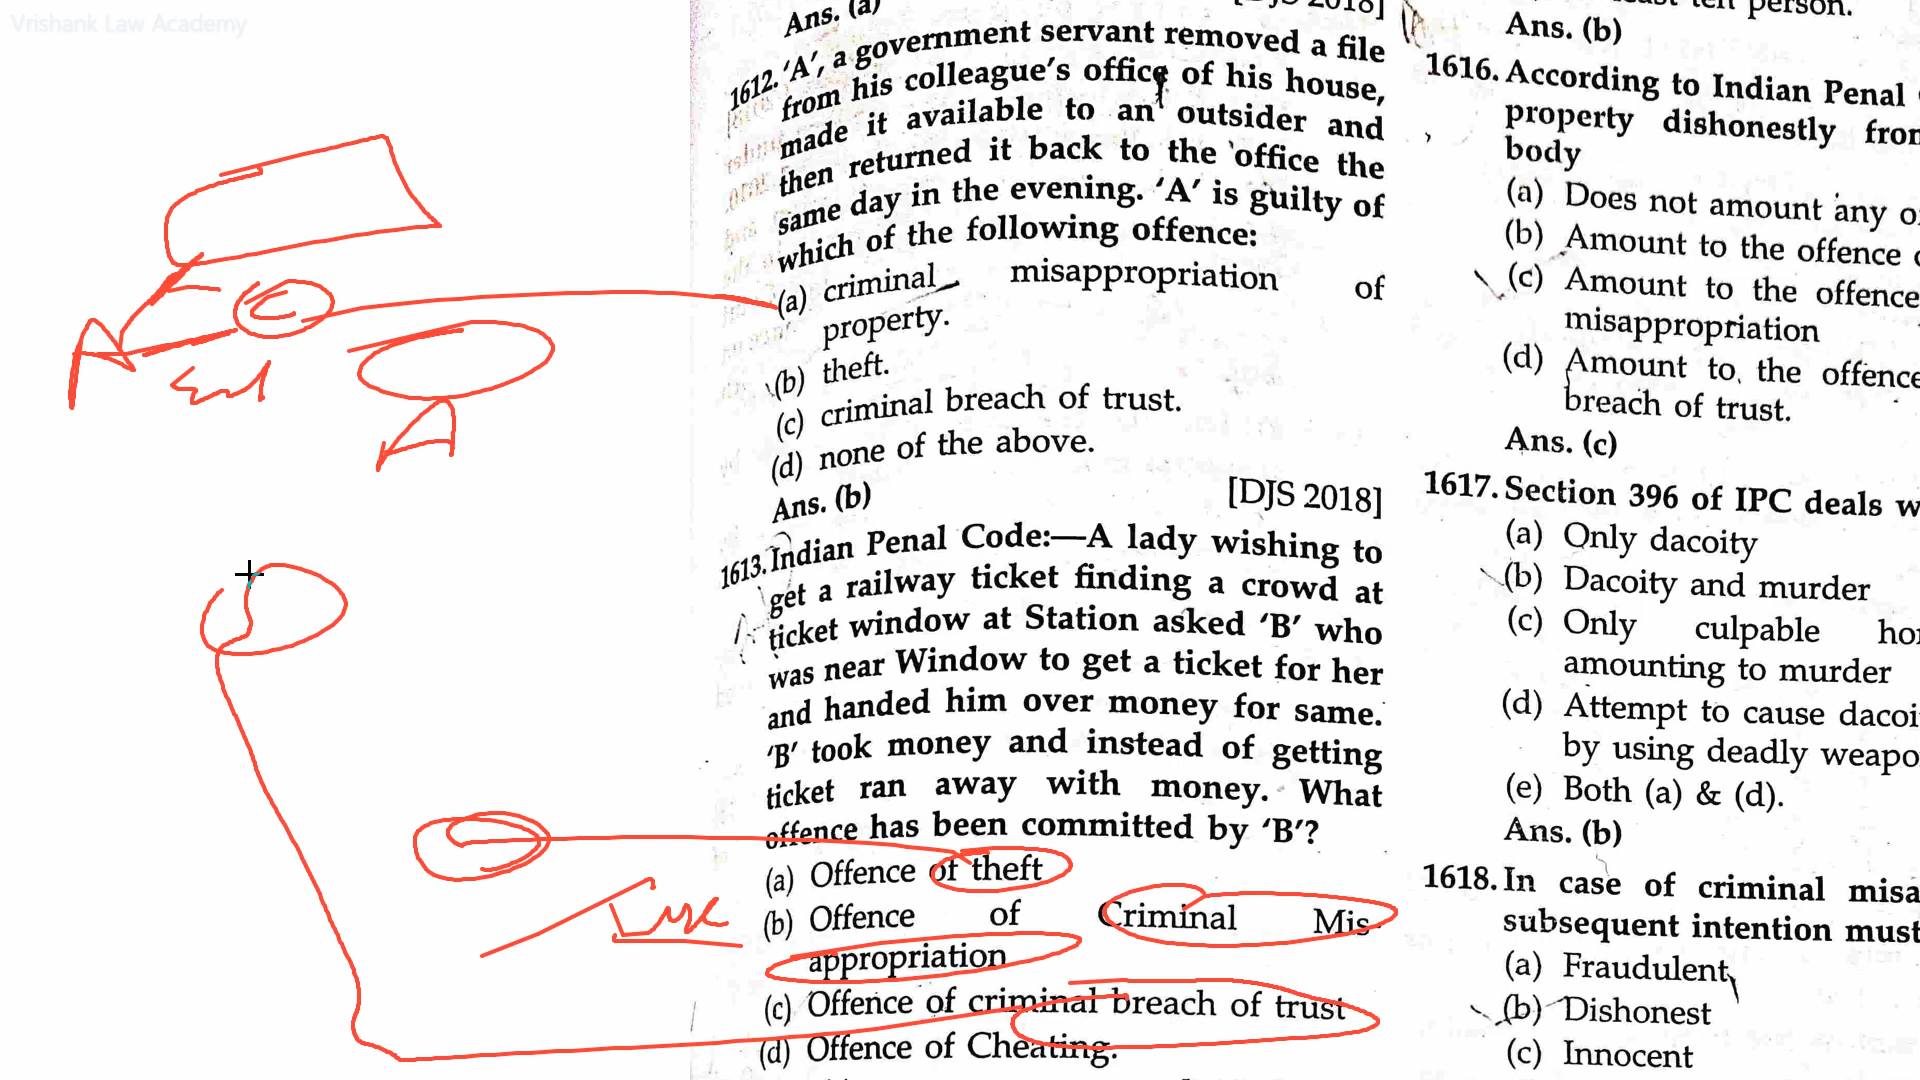 Vrishank Law Academy
Ans. (a)
1612. 'A', a government servant removed a file
from his colleague's office of his house,
made it available to an outsider and
then returned it back to the office the
same day in the evening. 'A' is guilty of
which of the following offence:
(a) criminal misappropriation of
property.
(b) theft.
(c) criminal breach of trust.
(d) none of the above.
Ans. (b) [DJS 2018]
1613. Indian Penal Code:—A lady wishing to
get a railway ticket finding a crowd at
ticket window at Station asked 'B' who
was near Window to get a ticket for her
and handed him over money for same.
'B' took money and instead of getting
ticket ran away with money. What
offence has been committed by 'B'?
(a) Offence of theft
(b) Offence of Criminal Mis-
appropriation
(c) Offence of criminal breach of trust
(d) Offence of Cheating.
person.
Ans. (b)
1616. According to Indian Penal
property dishonestly from
body
(a) Does not amount any
(b) Amount to the offence
(c) Amount to the offence
misappropriation
(d) Amount to the offence
breach of trust.
Ans. (c)
1617. Section 396 of IPC deals
(a) Only dacoity
(b) Dacoity and murder
(c) Only culpable
amounting to murder
(d) Attempt to cause
by using deadly
(e) Both (a) & (d).
Ans. (b)
1618. In case of criminal
subsequent intention must
(a) Fraudulent
(b) Dishonest
(c) Innocent